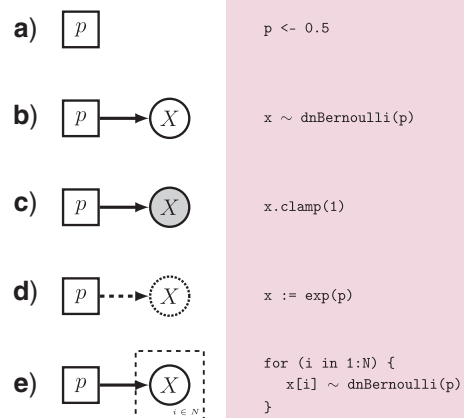 a) p p <- 0.5
b) p X x ∼ dnBernoulli(p)
c) p X x.clamp(1)
d) p X x := exp(p)
e) p X i ∈ N
for (i in 1:N) {
x[i] ∼ dnBernoulli(p)
}